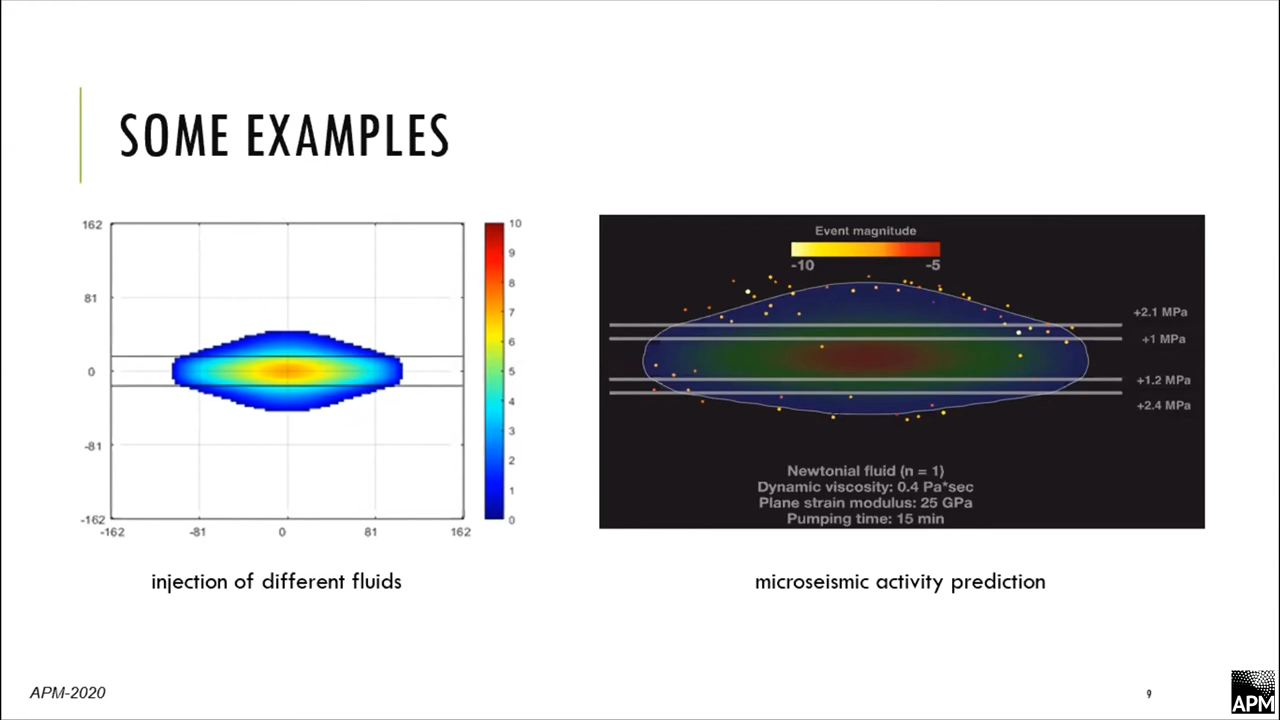 SOME EXAMPLES
162
81
0
-81
-162
-162 -81 0 81 162
10
9
8
7
6
5
4
3
2
1
0
Event magnitude
-10 -5
+2.1 MPa
+1 MPa
+1.2 MPa
+2.4 MPa
Newtonial fluid (n = 1)
Dynamic viscosity: 0.4 Pa*sec
Plane strain modulus: 25 GPa
Pumping time: 15 min
injection of different fluids
microseismic activity prediction
APM-2020
9
APM